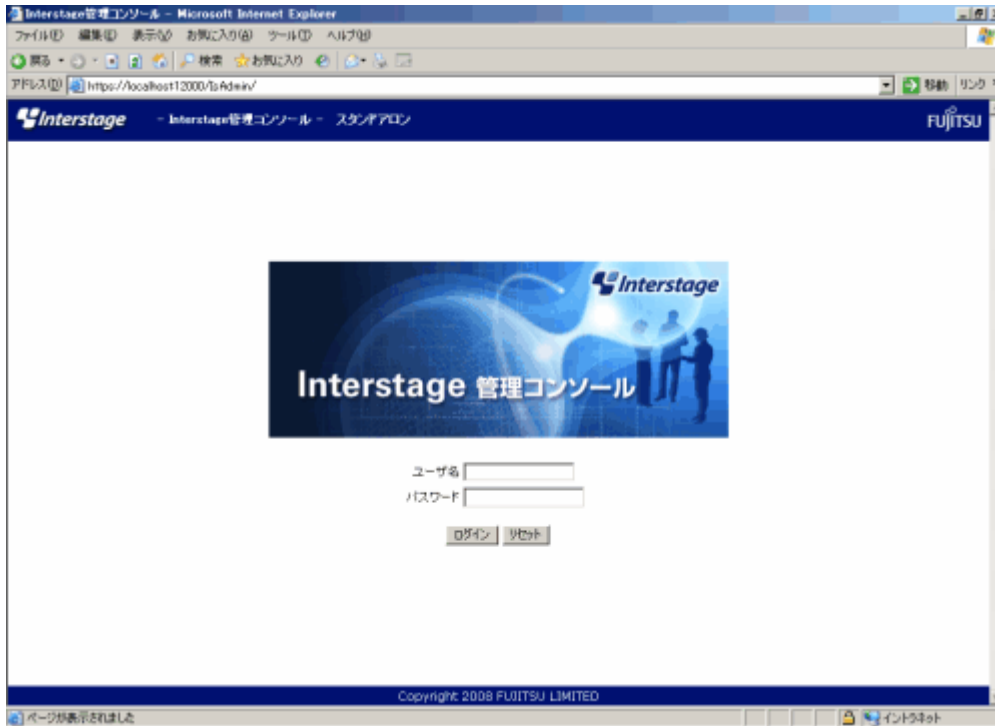 Interstage管理コンソール - Microsoft Internet Explorer
ファイル(F) 編集(E) 表示(V) お気に入り(A) ツール(T) ヘルプ(H)
戻る 検索 お気に入り
アドレス(D) https://localhost:12000/IsAdmin/ 移動 リンク
Interstage - Interstage管理コンソール - スタンドアロン FUJITSU
Interstage
Interstage 管理コンソール
ユーザ名
パスワード
ログイン リセット
Copyright 2008 FUJITSU LIMITED
ページが表示されました イントラネット